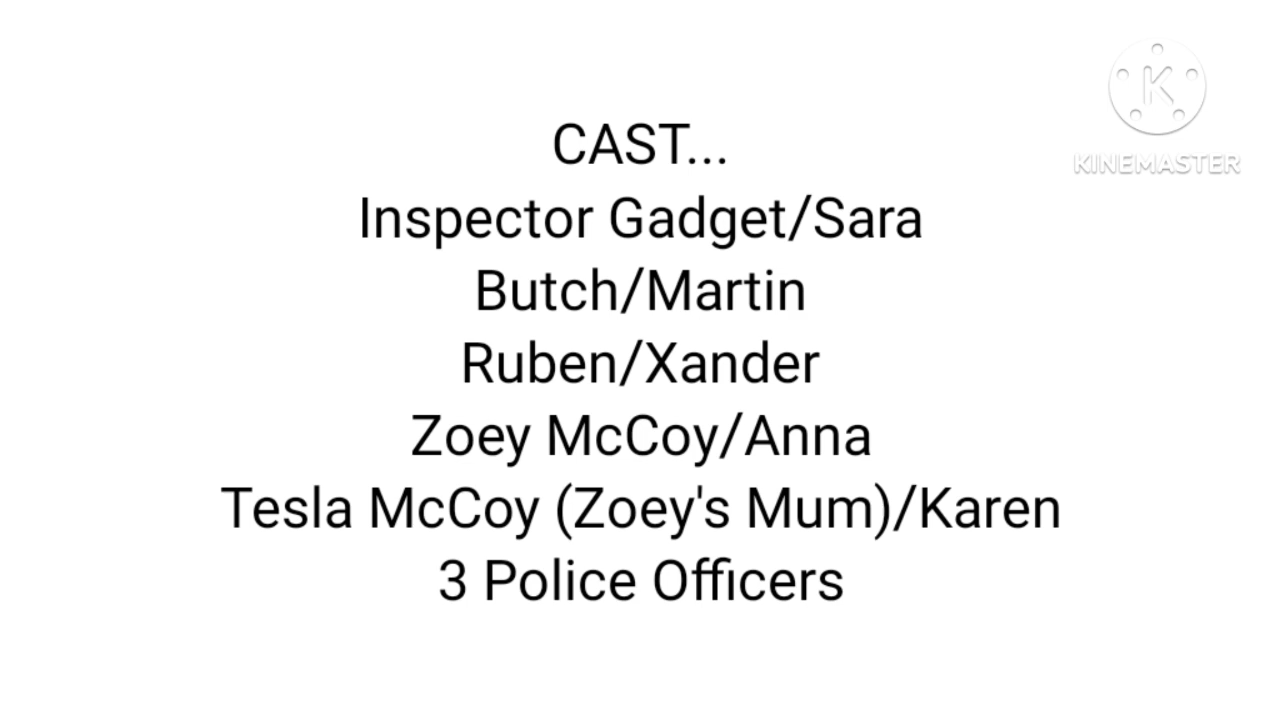 CAST...
Inspector Gadget/Sara
Butch/Martin
Ruben/Xander
Zoey McCoy/Anna
Tesla McCoy (Zoey's Mum)/Karen
3 Police Officers
K
KINEMASTER